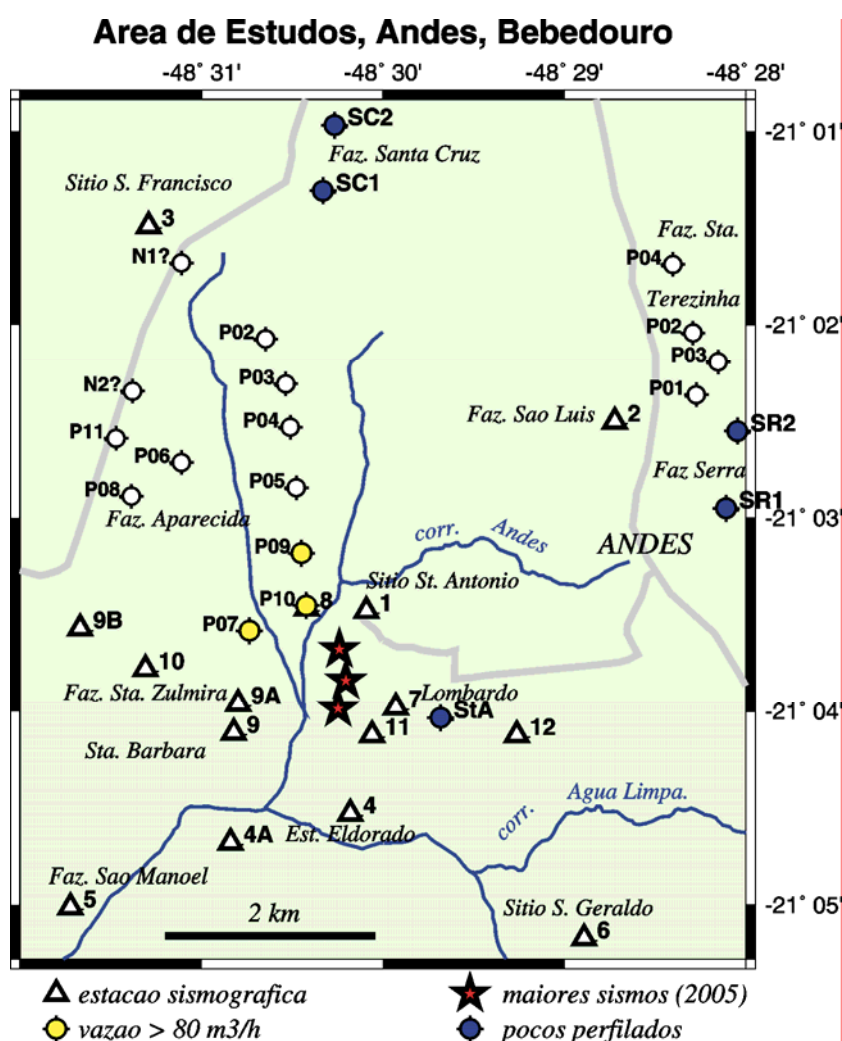 Area de Estudos, Andes, Bebedouro
-48° 31' -48° 30' -48° 29' -48° 28'
SC2
-21° 01'
Faz. Santa Cruz
Sitio S. Francisco
SC1
3
Faz. Sta.
N1?
P04
Terezinha
-21° 02'
P02
P02
P03
P03
N2?
P01
P04
Faz. Sao Luis
2
SR2
P11
P06
Faz Serra
P05
P08
SR1
Faz. Aparecida
-21° 03'
corr. Andes
ANDES
P09
Sitio St. Antonio
P10
8
1
9B
P07
10
Faz. Sta. Zulmira
9A
7
Lombardo
StA
-21° 04'
9
11
12
Sta. Barbara
Agua Limpa.
corr.
4
4A
Est. Eldorado
Faz. Sao Manoel
5
-21° 05'
2 km
Sitio S. Geraldo
6
estacao sismografica
maiores sismos (2005)
vazao > 80 m3/h
pocos perfilados